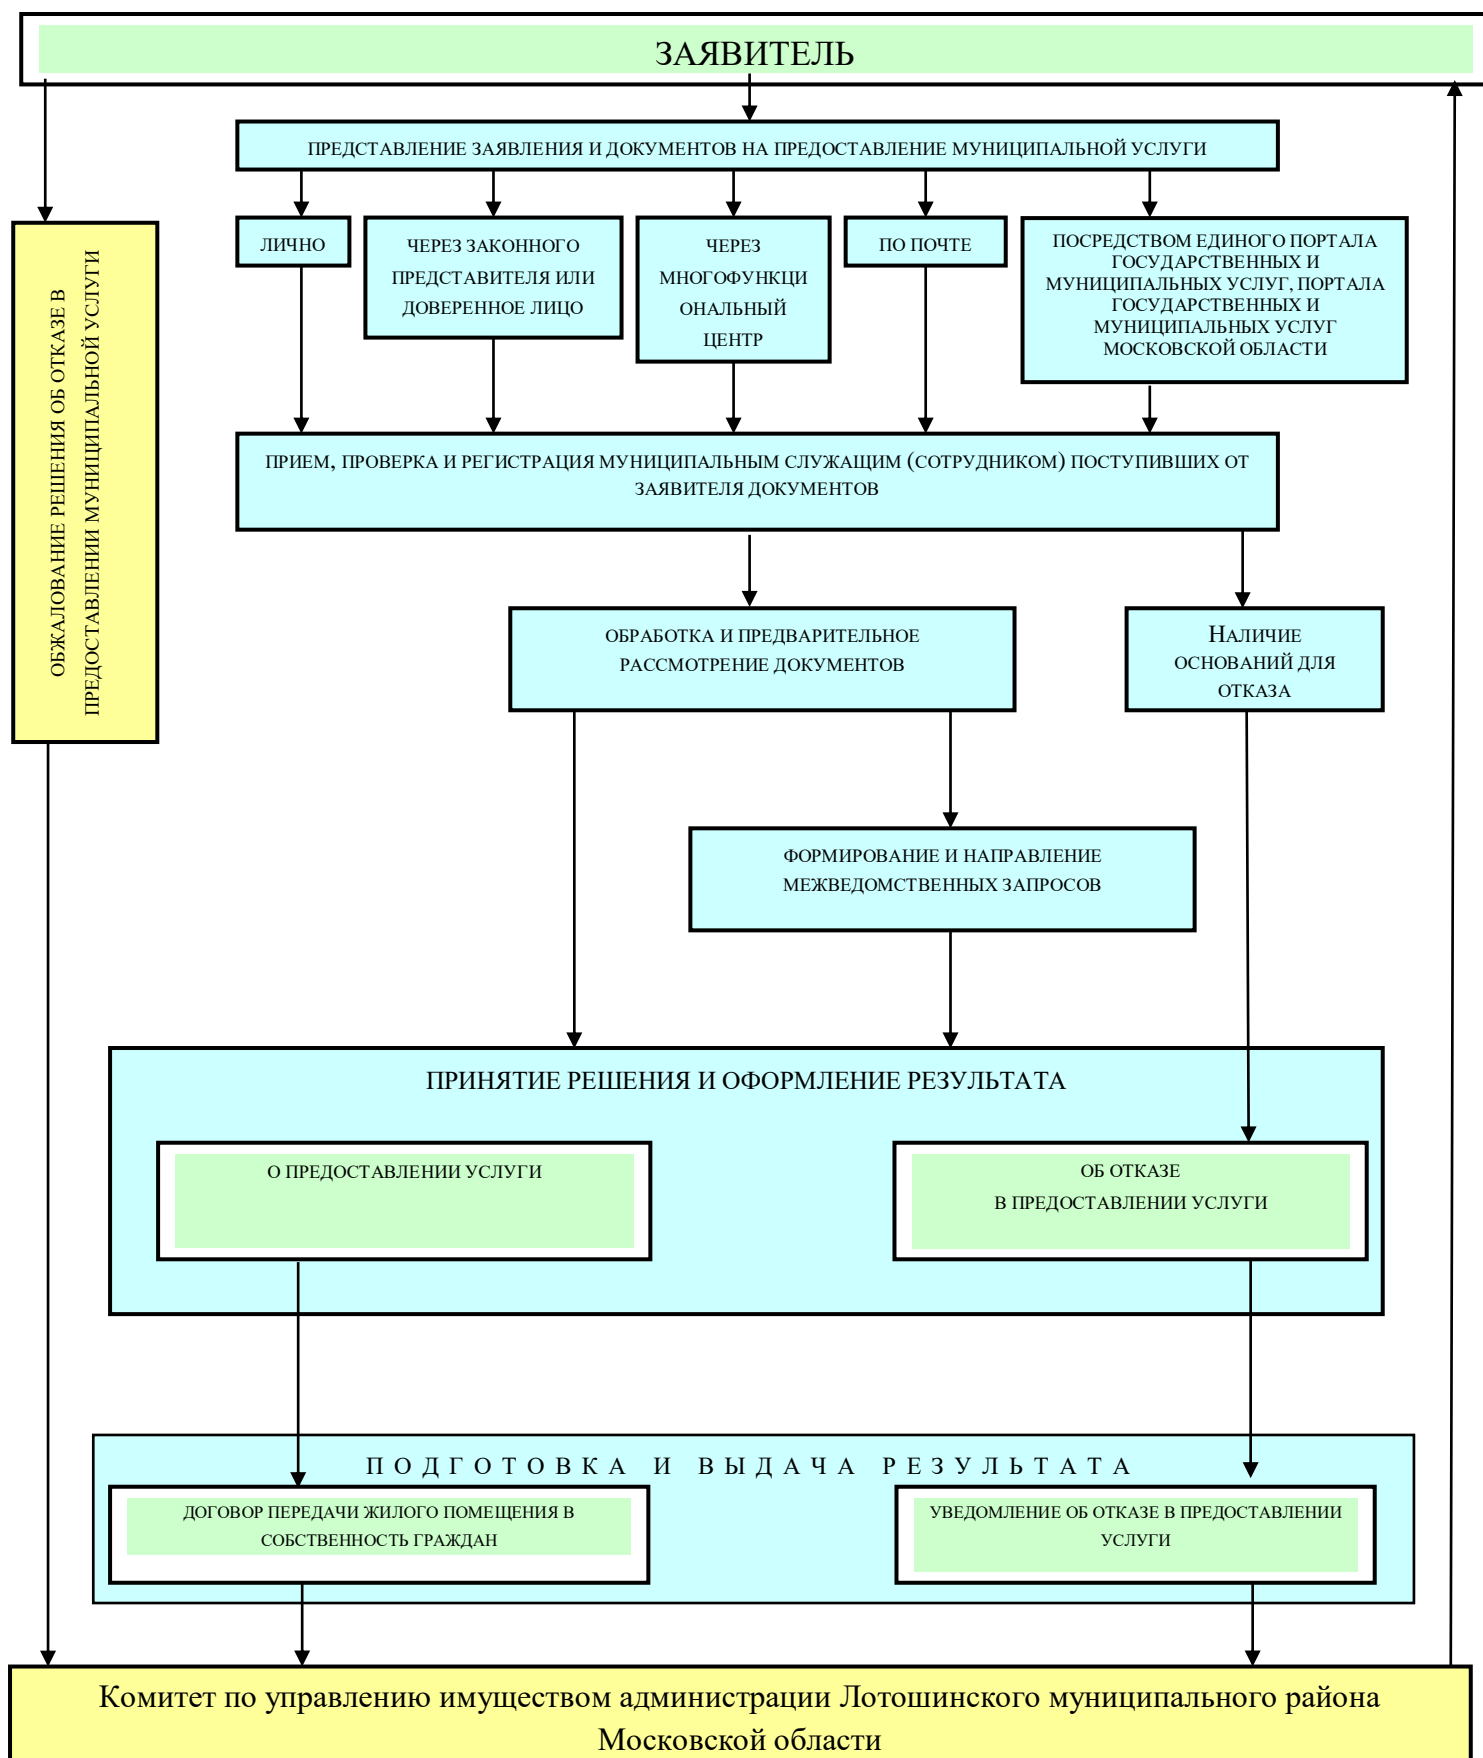 ЗАЯВИТЕЛЬ
ПРЕДСТАВЛЕНИЕ ЗАЯВЛЕНИЯ И ДОКУМЕНТОВ НА ПРЕДОСТАВЛЕНИЕ МУНИЦИПАЛЬНОЙ УСЛУГИ
ЛИЧНО
ЧЕРЕЗ ЗАКОННОГО
ПРЕДСТАВИТЕЛЯ ИЛИ
ДОВЕРЕННОЕ ЛИЦО
ЧЕРЕЗ
МНОГОФУНКЦИ
ОНАЛЬНЫЙ
ЦЕНТР
ПО ПОЧТЕ
ПОСРЕДСТВОМ ЕДИНОГО ПОРТАЛА
ГОСУДАРСТВЕННЫХ И
МУНИЦИПАЛЬНЫХ УСЛУГ, ПОРТАЛА
ГОСУДАРСТВЕННЫХ И
МУНИЦИПАЛЬНЫХ УСЛУГ
МОСКОВСКОЙ ОБЛАСТИ
ОБЖАЛОВАНИЕ РЕШЕНИЯ ОБ ОТКАЗЕ В
ПРЕДОСТАВЛЕНИИ МУНИЦИПАЛЬНОЙ УСЛУГИ
ПРИЕМ, ПРОВЕРКА И РЕГИСТРАЦИЯ МУНИЦИПАЛЬНЫМ СЛУЖАЩИМ (СОТРУДНИКОМ) ПОСТУПИВШИХ ОТ
ЗАЯВИТЕЛЯ ДОКУМЕНТОВ
ОБРАБОТКА И ПРЕДВАРИТЕЛЬНОЕ
РАССМОТРЕНИЕ ДОКУМЕНТОВ
НАЛИЧИЕ
ОСНОВАНИЙ ДЛЯ
ОТКАЗА
ФОРМИРОВАНИЕ И НАПРАВЛЕНИЕ
МЕЖВЕДОМСТВЕННЫХ ЗАПРОСОВ
ПРИНЯТИЕ РЕШЕНИЯ И ОФОРМЛЕНИЕ РЕЗУЛЬТАТА
О ПРЕДОСТАВЛЕНИИ УСЛУГИ
ОБ ОТКАЗЕ
В ПРЕДОСТАВЛЕНИИ УСЛУГИ
ПОДГОТОВКА И ВЫДАЧА РЕЗУЛЬТАТА
ДОГОВОР ПЕРЕДАЧИ ЖИЛОГО ПОМЕЩЕНИЯ В
СОБСТВЕННОСТЬ ГРАЖДАН
УВЕДОМЛЕНИЕ ОБ ОТКАЗЕ В ПРЕДОСТАВЛЕНИИ
УСЛУГИ
Комитет по управлению имуществом администрации Лотошинского муниципального района
Московской области